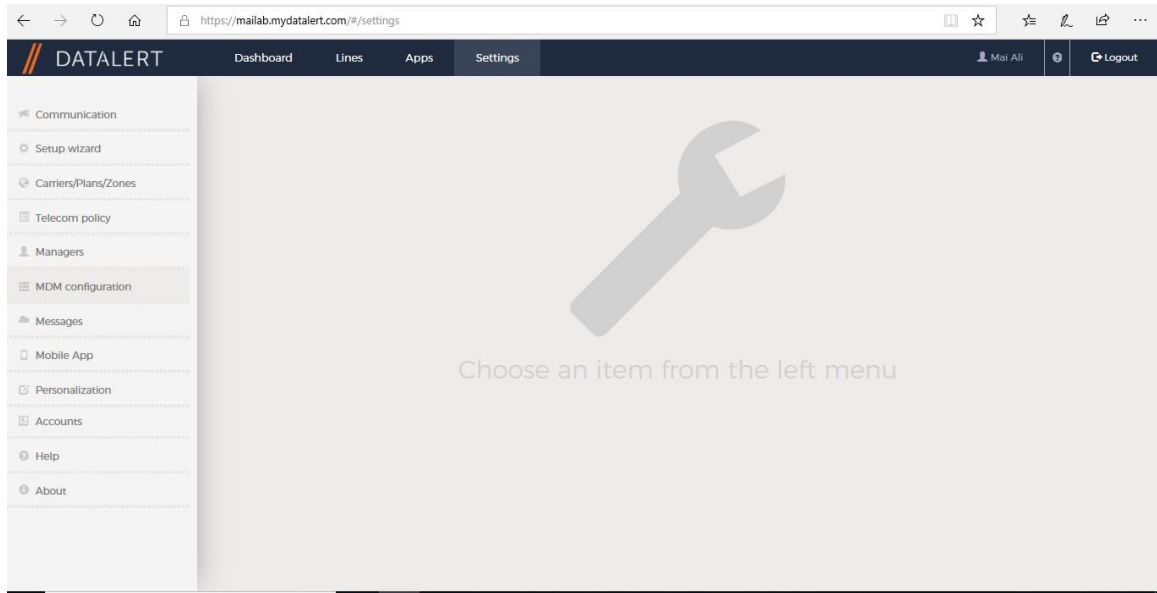 https://mailab.mydatalert.com/#/settings
DATALERT Dashboard Lines Apps Settings Mai Ali Logout
Communication
Setup wizard
Carriers/Plans/Zones
Telecom policy
Managers
MDM configuration
Messages
Mobile App
Personalization
Accounts
Help
About
Choose an item from the left menu